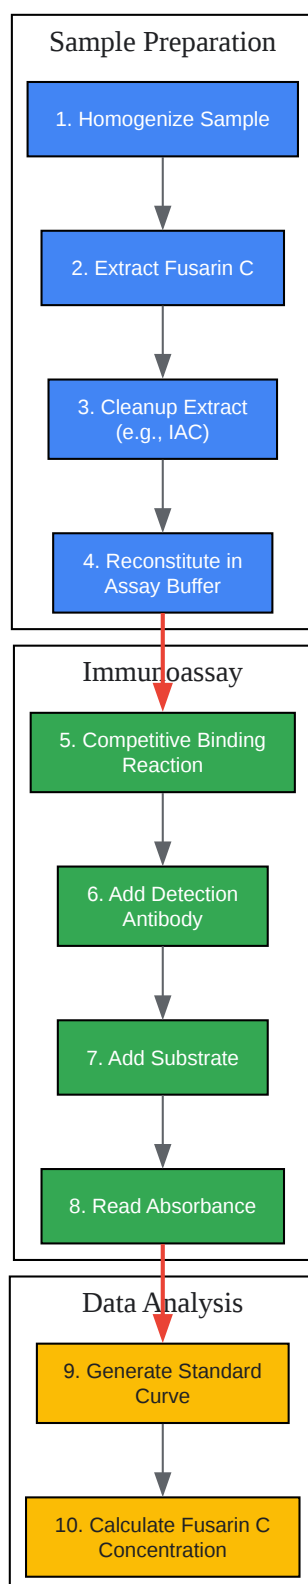 Sample Preparation
1. Homogenize Sample
2. Extract Fusarin C
3. Cleanup Extract
(e.g., IAC)
4. Reconstitute in
Assay Buffer
Immunoassay
5. Competitive Binding
Reaction
6. Add Detection
Antibody
7. Add Substrate
8. Read Absorbance
Data Analysis
9. Generate Standard
Curve
10. Calculate Fusarin C
Concentration